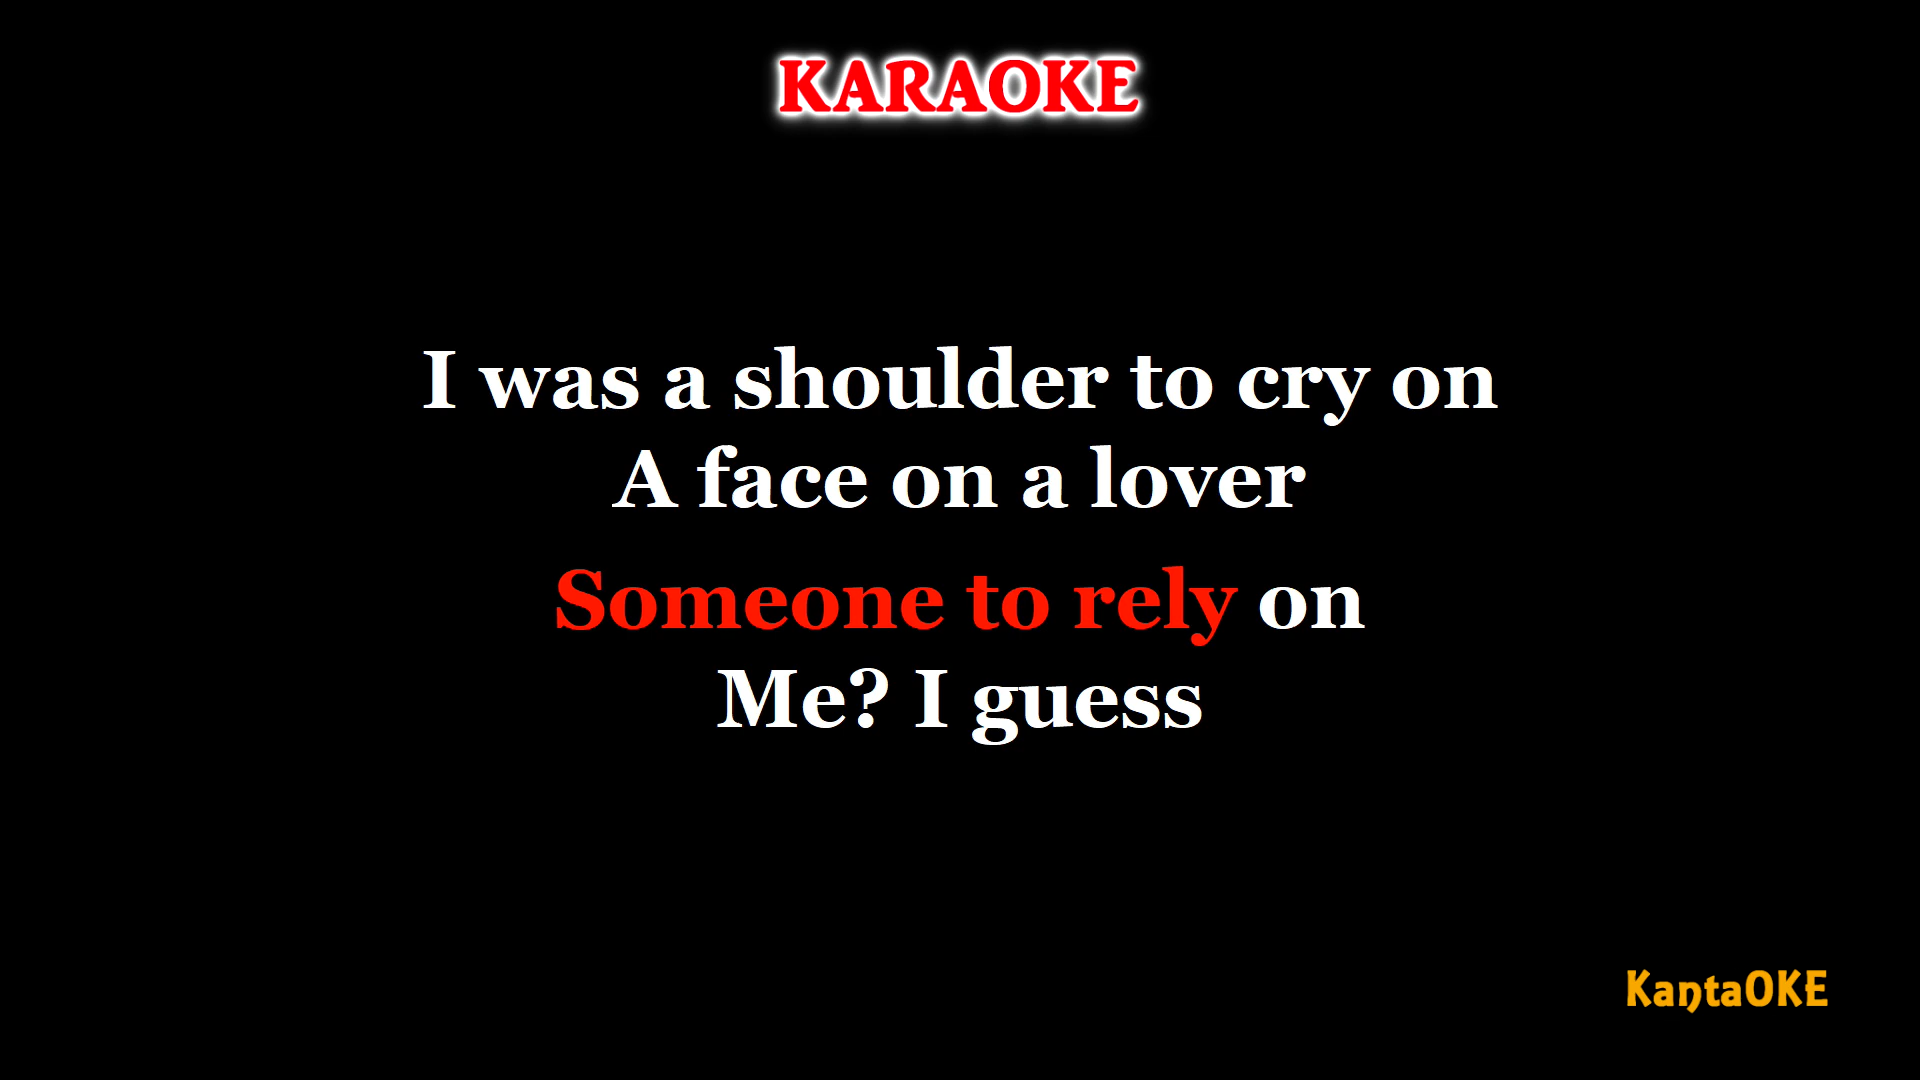 KARAOKE
I was a shoulder to cry on
A face on a lover
Someone to rely on
Me? I guess
KantaOKE